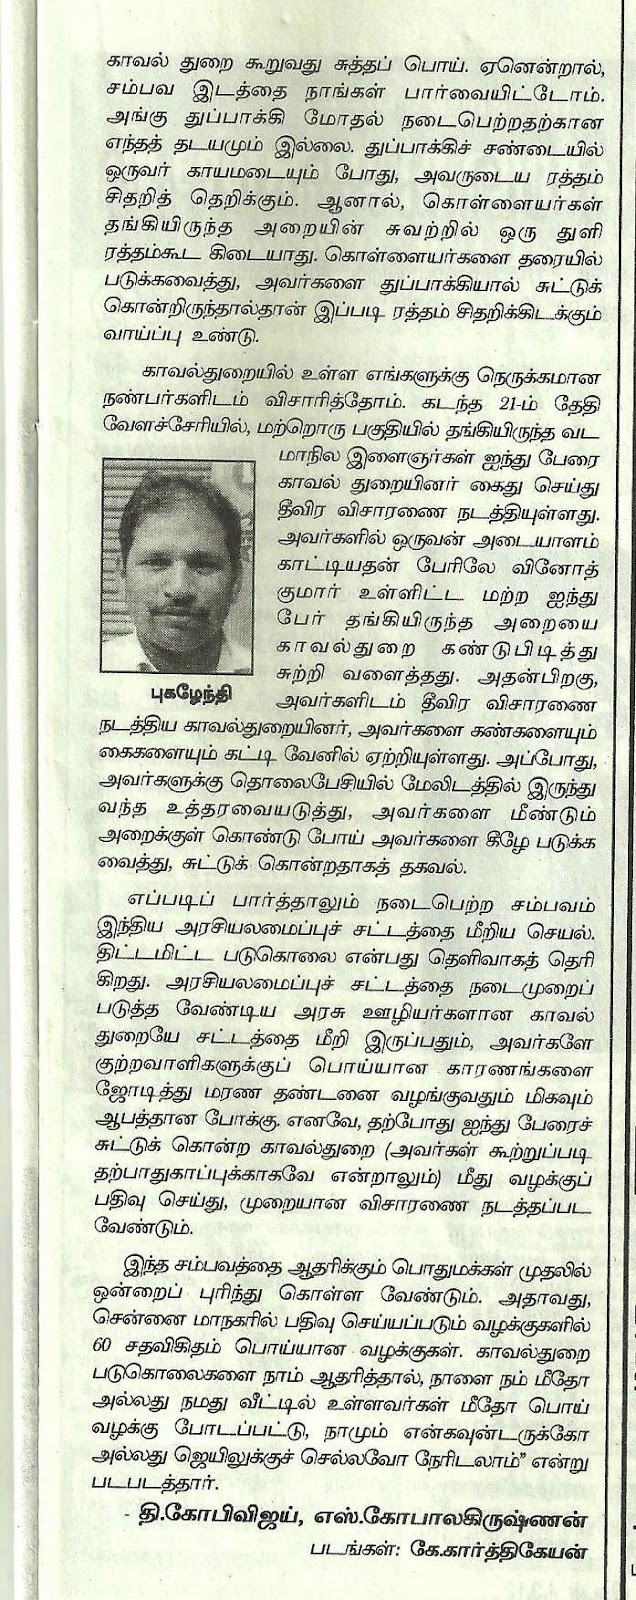 காவல் துறை கூறுவது சுத்தப் பொய். ஏனென்றால்,
சம்பவ இடத்தை நாங்கள் பார்வையிட்டோம்.
அங்கு துப்பாக்கி மோதல் நடைபெற்றதற்கான
எந்தத் தடயமும் இல்லை. துப்பாக்கிச் சண்டையில்
ஒருவர் காயமடையும் போது, அவருடைய ரத்தம்
சிதறித் தெறிக்கும். ஆனால், கொள்ளையர்கள்
தங்கியிருந்த அறையின் சுவற்றில் ஒரு துளி
ரத்தம்கூட கிடையாது. கொள்ளையர்களை தரையில்
படுக்கவைத்து, அவர்களை துப்பாக்கியால் சுட்டுக்
கொன்றிருந்தால்தான் இப்படி ரத்தம் சிதறிக்கிடக்கும்
வாய்ப்பு உண்டு.
காவல்துறையில் உள்ள எங்களுக்கு நெருக்கமான
நண்பர்களிடம் விசாரித்தோம். கடந்த 21-ம் தேதி
வேளச்சேரியில், மற்றொரு பகுதியில் தங்கியிருந்த வட
மாநில இளைஞர்கள் ஐந்து பேரை
காவல் துறையினர் கைது செய்து
தீவிர விசாரணை நடத்தியுள்ளது.
அவர்களில் ஒருவன் அடையாளம்
காட்டியதன் பேரிலே வினோத்
குமார் உள்ளிட்ட மற்ற ஐந்து
பேர் தங்கியிருந்த அறையை
காவல்துறை கண்டுபிடித்து
சுற்றி வளைத்தது. அதன்பிறகு,
அவர்களிடம் தீவிர விசாரணை
புகழேந்தி
நடத்திய காவல்துறையினர், அவர்களை கண்களையும்
கைகளையும் கட்டி வேனில் ஏற்றியுள்ளது. அப்போது,
அவர்களுக்கு தொலைபேசியில் மேலிடத்தில் இருந்து
வந்த உத்தரவையடுத்து, அவர்களை மீண்டும்
அறைக்குள் கொண்டு போய் அவர்களை கீழே படுக்க
வைத்து, சுட்டுக் கொன்றதாகத் தகவல்.
எப்படிப் பார்த்தாலும் நடைபெற்ற சம்பவம்
இந்திய அரசியலமைப்புச் சட்டத்தை மீறிய செயல்.
திட்டமிட்ட படுகொலை என்பது தெளிவாகத் தெரி
கிறது. அரசியலமைப்புச் சட்டத்தை நடைமுறைப்
படுத்த வேண்டிய அரசு ஊழியர்களான காவல்
துறையே சட்டத்தை மீறி இருப்பதும், அவர்களே
குற்றவாளிகளுக்குப் பொய்யான காரணங்களை
ஜோடித்து மரண தண்டனை வழங்குவதும் மிகவும்
ஆபத்தான போக்கு. எனவே, தற்போது ஐந்து பேரைச்
சுட்டுக் கொன்ற காவல்துறை (அவர்கள் கூற்றுப்படி
தற்பாதுகாப்புக்காகவே என்றாலும்) மீது வழக்குப்
பதிவு செய்து, முறையான விசாரணை நடத்தப்பட
வேண்டும்.
இந்த சம்பவத்தை ஆதரிக்கும் பொதுமக்கள் முதலில்
ஒன்றைப் புரிந்து கொள்ள வேண்டும். அதாவது,
சென்னை மாநகரில் பதிவு செய்யப்படும் வழக்குகளில்
60 சதவிகிதம் பொய்யான வழக்குகள். காவல்துறை
படுகொலைகளை நாம் ஆதரித்தால், நாளை நம் மீதோ
அல்லது நமது வீட்டில் உள்ளவர்கள் மீதோ பொய்
வழக்கு போடப்பட்டு, நாமும் என்கவுன்டருக்கோ
அல்லது ஜெயிலுக்குச் செல்லவோ நேரிடலாம்” என்று
படபடத்தார்.
- தி.கோபிவிஜய், எஸ்.கோபாலகிருஷ்ணன்
படங்கள்: கே.கார்த்திகேயன்